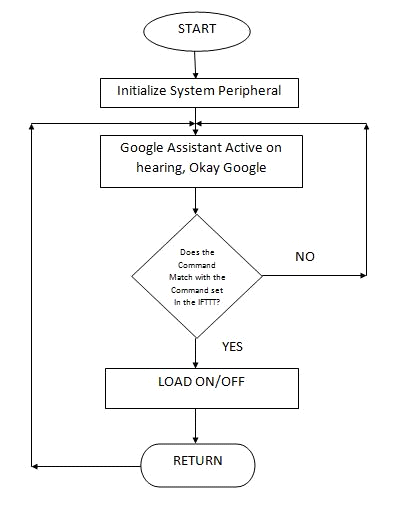 START
Initialize System Peripheral
Google Assistant Active on
hearing, Okay Google
Does the
Command
Match with the
Command set
In the IFTTT?
NO
YES
LOAD ON/OFF
RETURN